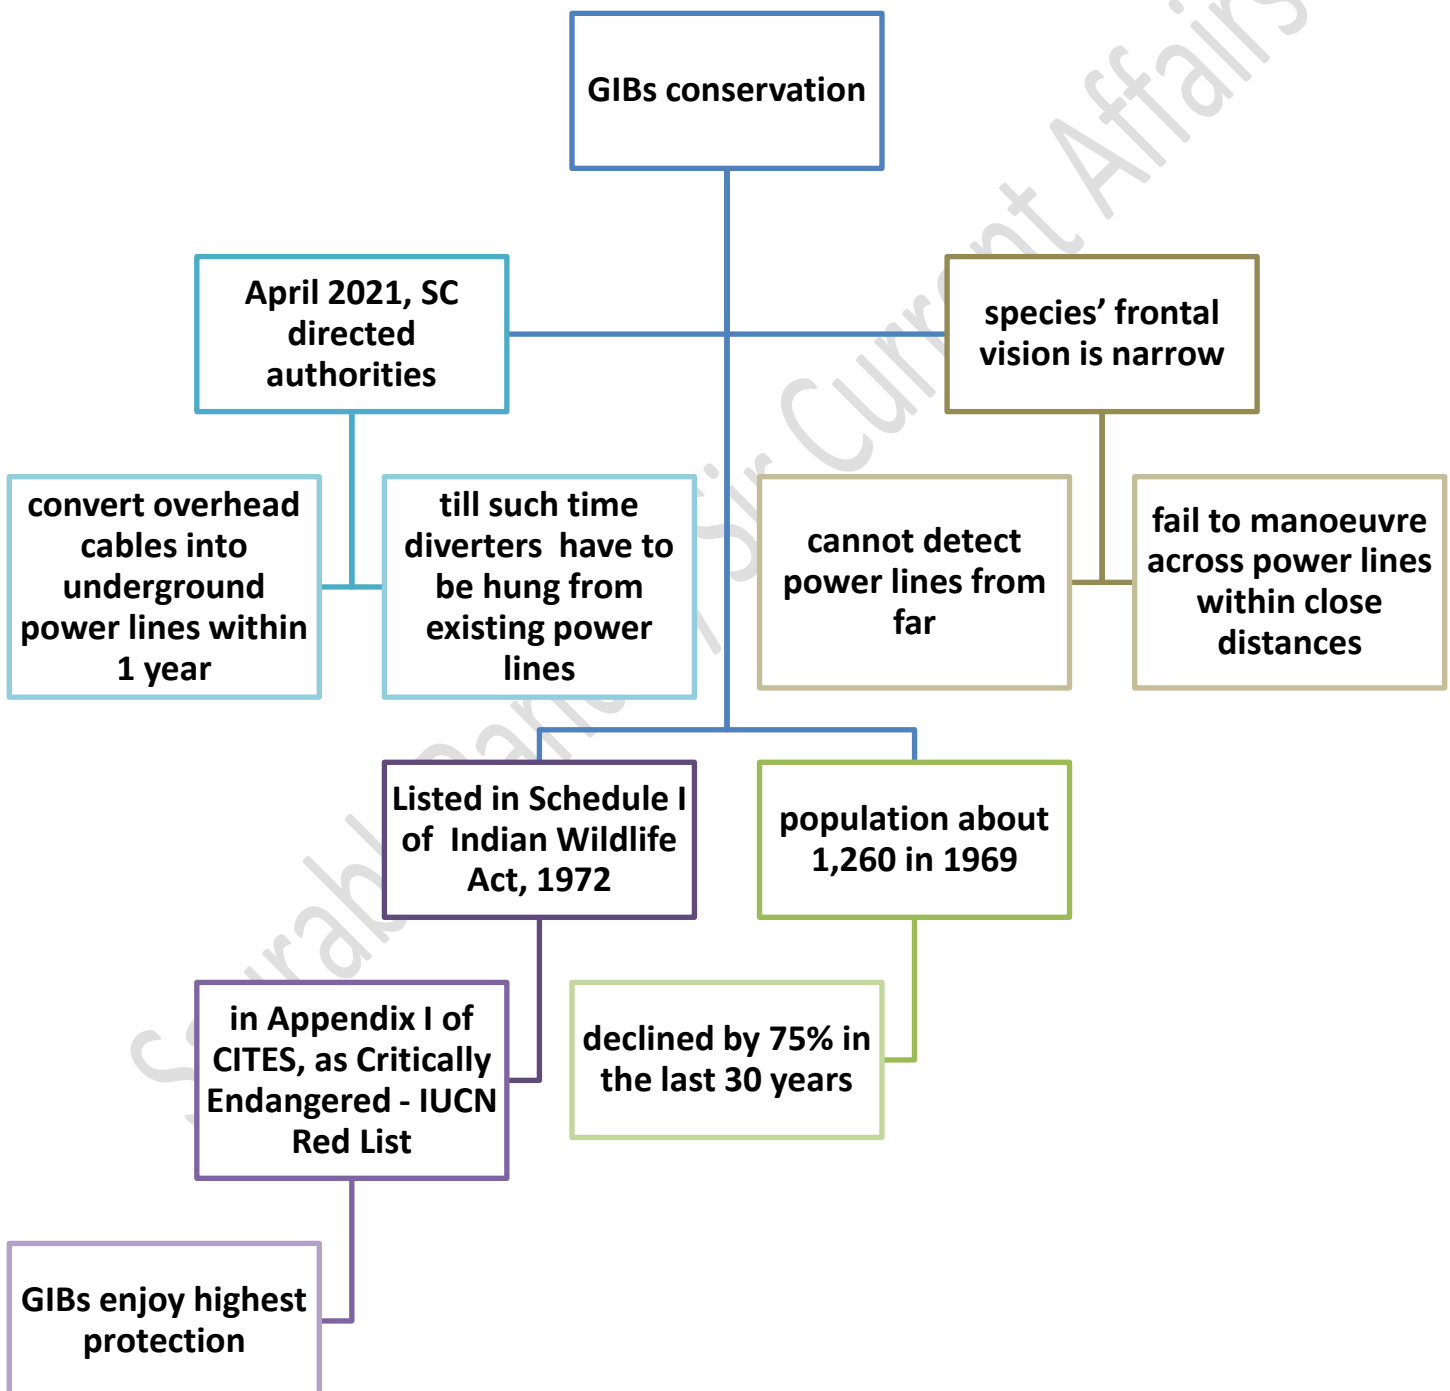 GIBs conservation
April 2021, SC
directed
authorities
species’ frontal
vision is narrow
convert overhead
cables into
underground
power lines within
1 year
till such time
diverters have to
be hung from
existing power
lines
cannot detect
power lines from
far
fail to manoeuvre
across power lines
within close
distances
Listed in Schedule I
of Indian Wildlife
Act, 1972
population about
1,260 in 1969
in Appendix I of
CITES, as Critically
Endangered - IUCN
Red List
declined by 75% in
the last 30 years
GIBs enjoy highest
protection
Sir Current Affairs